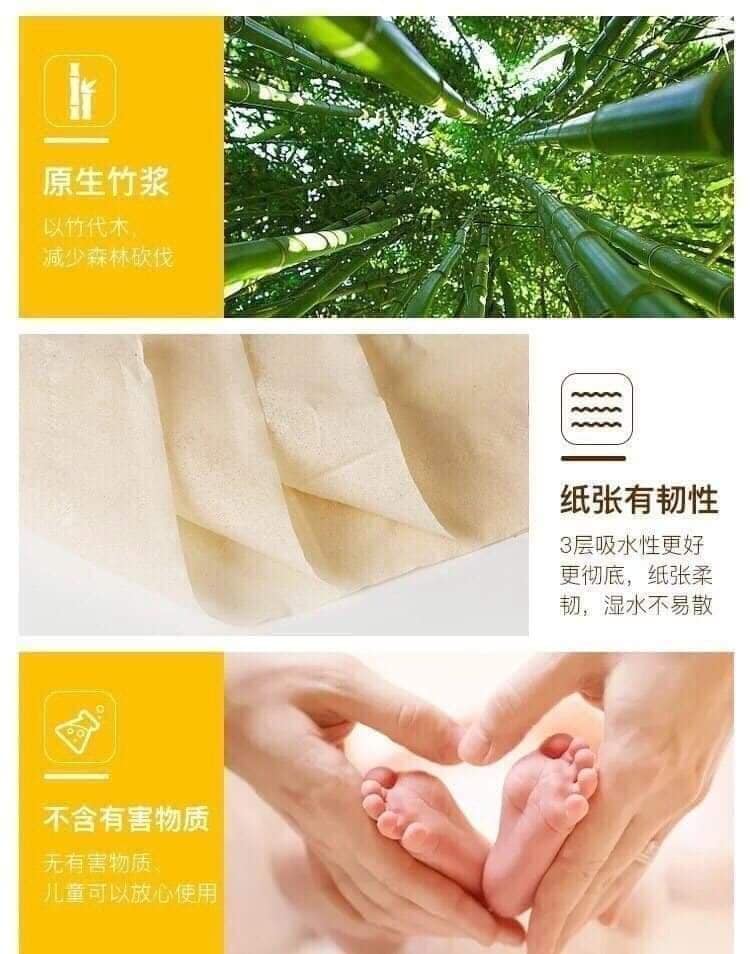 原生竹浆
以竹代木,
减少森林砍伐
纸张有韧性
3层吸水性更好
更彻底，纸张柔
韧，湿水不易散
不含有害物质
无有害物质、
儿童可以放心使用